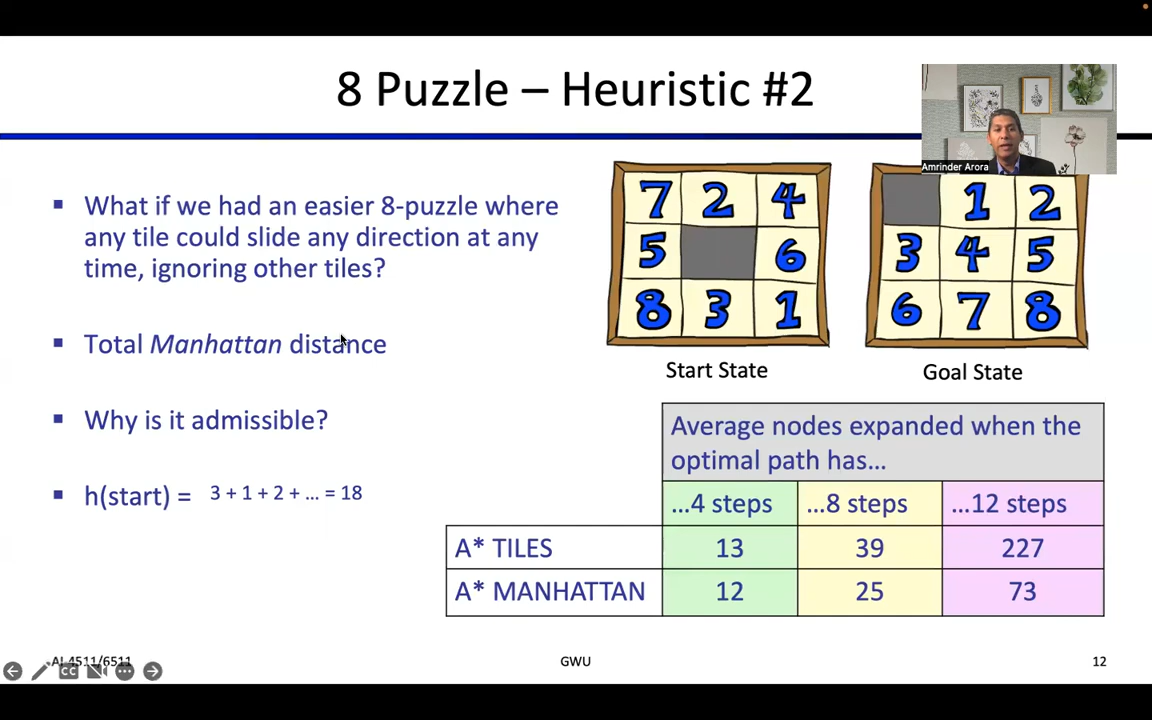 8 Puzzle – Heuristic #2
Amrinder Arora
▪ What if we had an easier 8-puzzle where
any tile could slide any direction at any
time, ignoring other tiles?
▪ Total Manhattan distance
▪ Why is it admissible?
▪ h(start) = 3 + 1 + 2 + … = 18
7 2 4
5 6
8 3 1
Start State
1 2
3 4 5
6 7 8
Goal State
Average nodes expanded when the
optimal path has…
…4 steps …8 steps …12 steps
A* TILES 13 39 227
A* MANHATTAN 12 25 73
AI 4511/6511
CC
GWU
12